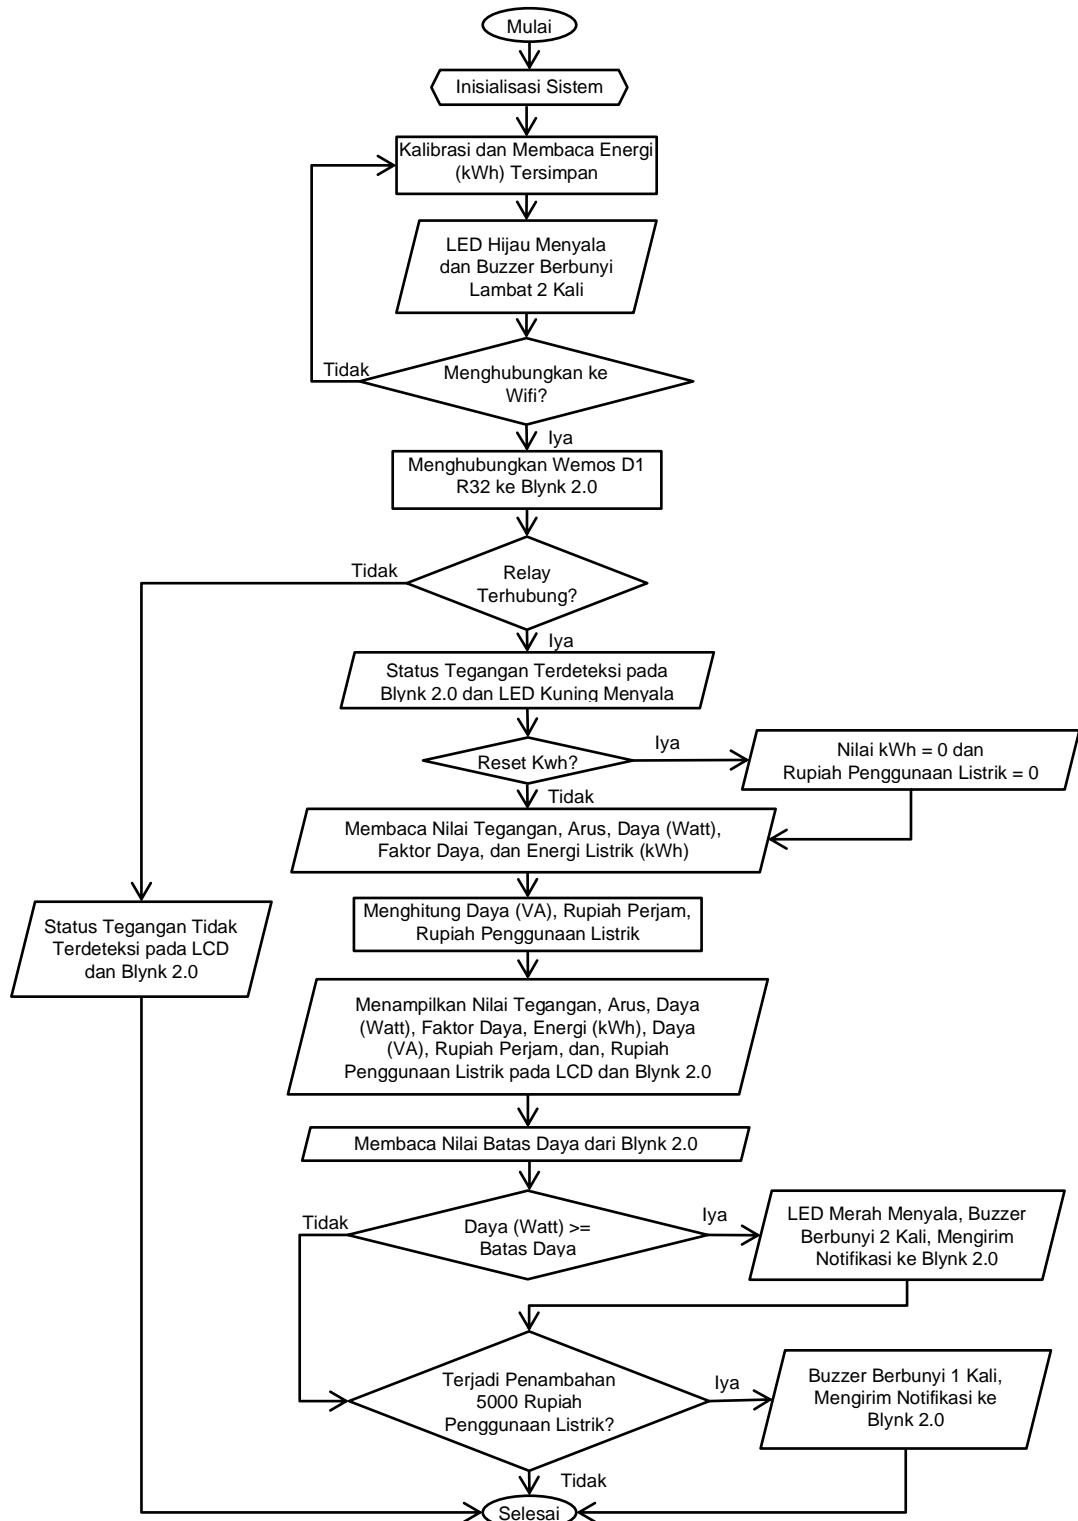 Mulai
Inisialisasi Sistem
Kalibrasi dan Membaca Energi
(kWh) Tersimpan
LED Hijau Menyala
dan Buzzer Berbunyi
Lambat 2 Kali
Tidak
Menghubungkan ke
Wifi?
Iya
Menghubungkan Wemos D1
R32 ke Blynk 2.0
Tidak
Relay
Terhubung?
Iya
Status Tegangan Terdeteksi pada
Blynk 2.0 dan LED Kuning Menyala
Reset Kwh?
Iya
Nilai kWh = 0 dan
Rupiah Penggunaan Listrik = 0
Tidak
Membaca Nilai Tegangan, Arus, Daya (Watt),
Faktor Daya, dan Energi Listrik (kWh)
Menghitung Daya (VA), Rupiah Perjam,
Rupiah Penggunaan Listrik
Status Tegangan Tidak
Terdeteksi pada LCD
dan Blynk 2.0
Menampilkan Nilai Tegangan, Arus, Daya
(Watt), Faktor Daya, Energi (kWh), Daya
(VA), Rupiah Perjam, dan, Rupiah
Penggunaan Listrik pada LCD dan Blynk 2.0
Membaca Nilai Batas Daya dari Blynk 2.0
Tidak
Daya (Watt) >=
Batas Daya
Iya
LED Merah Menyala, Buzzer
Berbunyi 2 Kali, Mengirim
Notifikasi ke Blynk 2.0
Terjadi Penambahan
5000 Rupiah
Penggunaan Listrik?
Iya
Buzzer Berbunyi 1 Kali,
Mengirim Notifikasi ke
Blynk 2.0
Tidak
Selesai